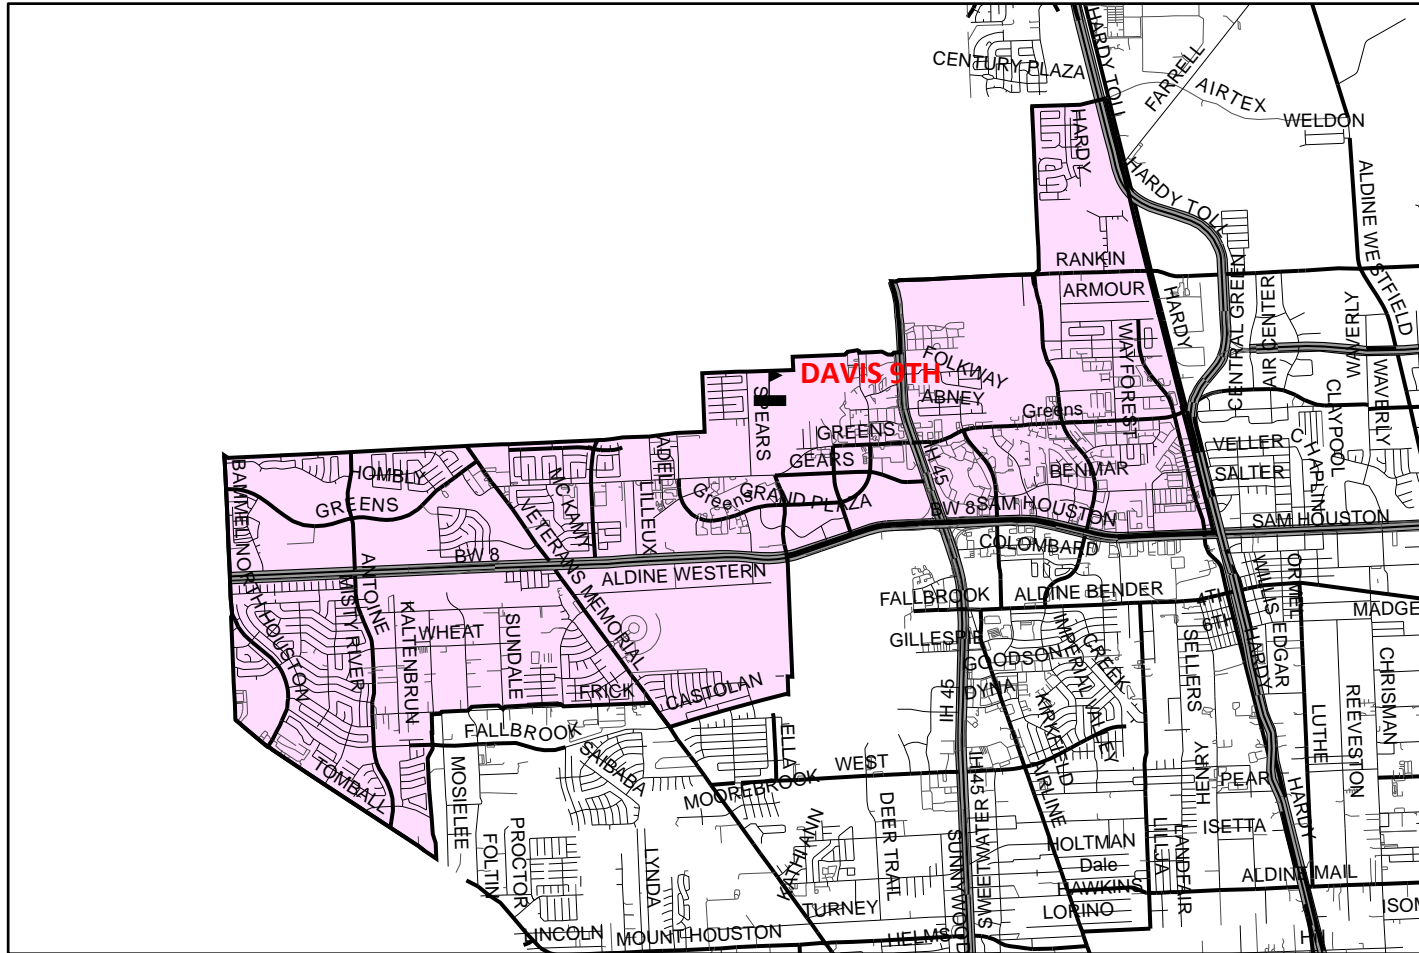 CENTURY PLAZA
HARDY TOLL
FARRELL
AIRTEX
WELDON
HARDY
HARDY TOLL
ALDINE WESTFIELD
RANKIN
ARMOUR
HARDY
CENTRAL GREEN
AIR CENTER
WAVERLY
WAYFOREST
FOLKWAY
DAVIS 9TH
ABNEY
SPEARS
Greens
GREENS
CLAYPOOL
WAVERLY
VELLER
CHAPLIN
SALTER
GEARS
BENMAR
IH 45
ADEL
HOMBLY
BAMMEL NORTH HOUSTON
GREENS
MC KAMY
LILLEUX
Greens
GRAND PLAZA
BW 8
SAM HOUSTON
SAM HOUSTON
VETERANS MEMORIAL
COLOMBARD
BW 8
ALDINE WESTERN
ANTOINE
MISTY RIVER
KALTENBRUN
WHEAT
SUNDALE
FRICK
CASTOLAN
FALLBROOK
ALDINE BENDER
GILLESPIE
GOODSON
IMPERIAL VALLEY
CREEK
DYNA
KIRKFIELD
IH 45
SELLERS
HARDY
WILLIS
EDGAR
ORMEL
MADGE
CHRISMAN
REEVESTON
LUTHE
FALLBROOK
SAIBABA
ELLA
WEST
MOOREBROOK
TOMBALL
MOSIELEE
PROCTOR
FOLTIN
LYNDA
KATHI ANN
DEER TRAIL
SUNNYWOOD
SWEETWATER
IH 45
AIRLINE
HENRY
PEAR
HARDY
ISETTA
HOLTMAN
Dale
HAWKINS
LORINO
LILLJA
LANDFAIR
ALDINE MAIL
TURNEY
HELMS
LINCOLN
MOUNT HOUSTON